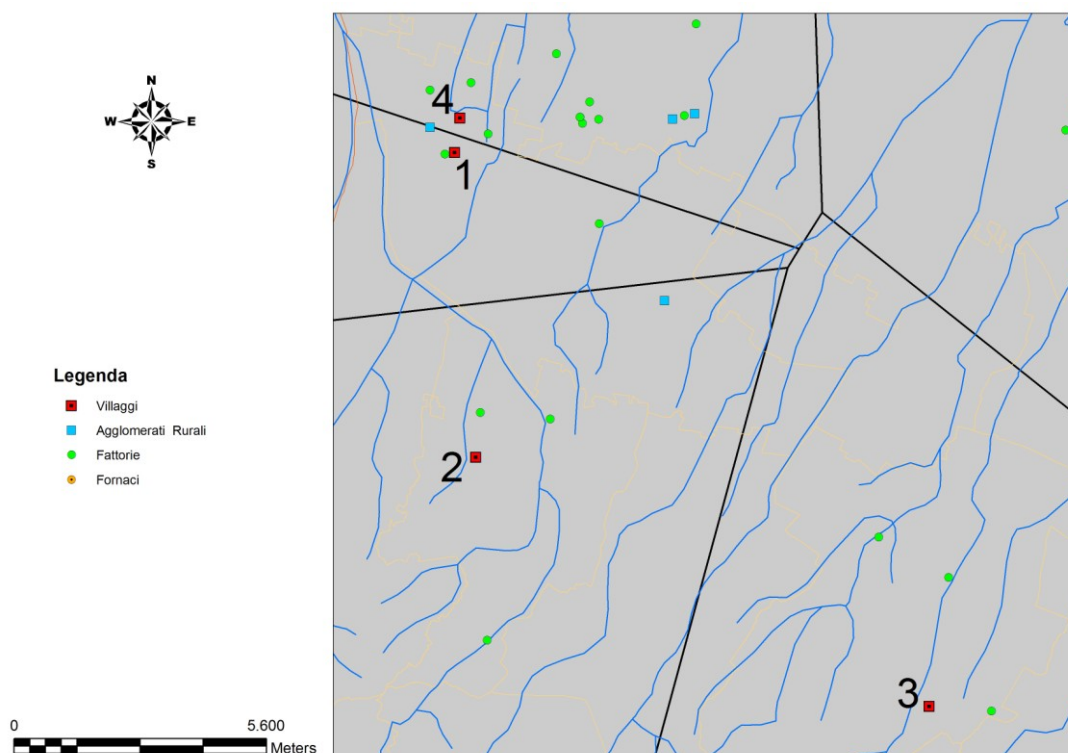 N
W E
S
4
1
2
3
Legenda
Villaggi
Agglomerati Rurali
Fattorie
Fornaci
0 5.600
Meters